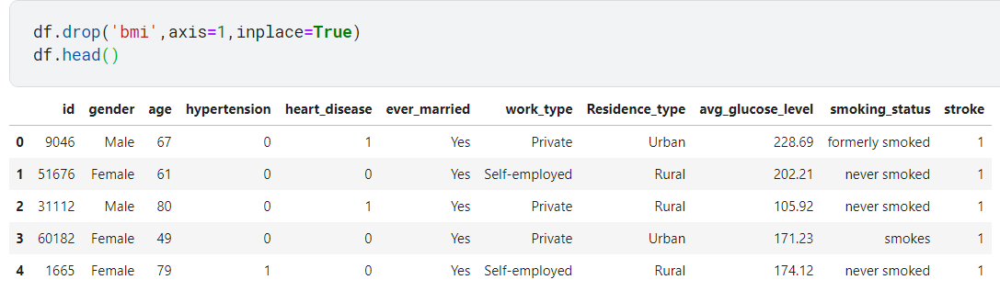 df.drop('bmi',axis=1,inplace=True)
df.head()
id gender age hypertension heart_disease ever_married work_type Residence_type avg_glucose_level smoking_status stroke
0 9046 Male 67 0 1 Yes Private Urban 228.69 formerly smoked 1
1 51676 Female 61 0 0 Yes Self-employed Rural 202.21 never smoked 1
2 31112 Male 80 0 1 Yes Private Rural 105.92 never smoked 1
3 60182 Female 49 0 0 Yes Private Urban 171.23 smokes 1
4 1665 Female 79 1 0 Yes Self-employed Rural 174.12 never smoked 1